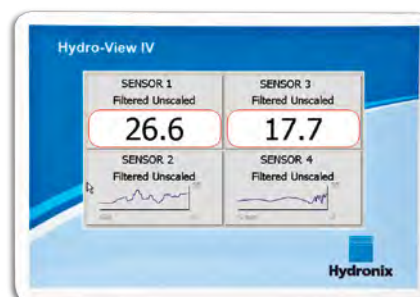 Hydro-View IV
SENSOR 1
Filtered Unscaled
26.6
SENSOR 3
Filtered Unscaled
17.7
SENSOR 2
Filtered Unscaled
SENSOR 4
Filtered Unscaled
Hydronix